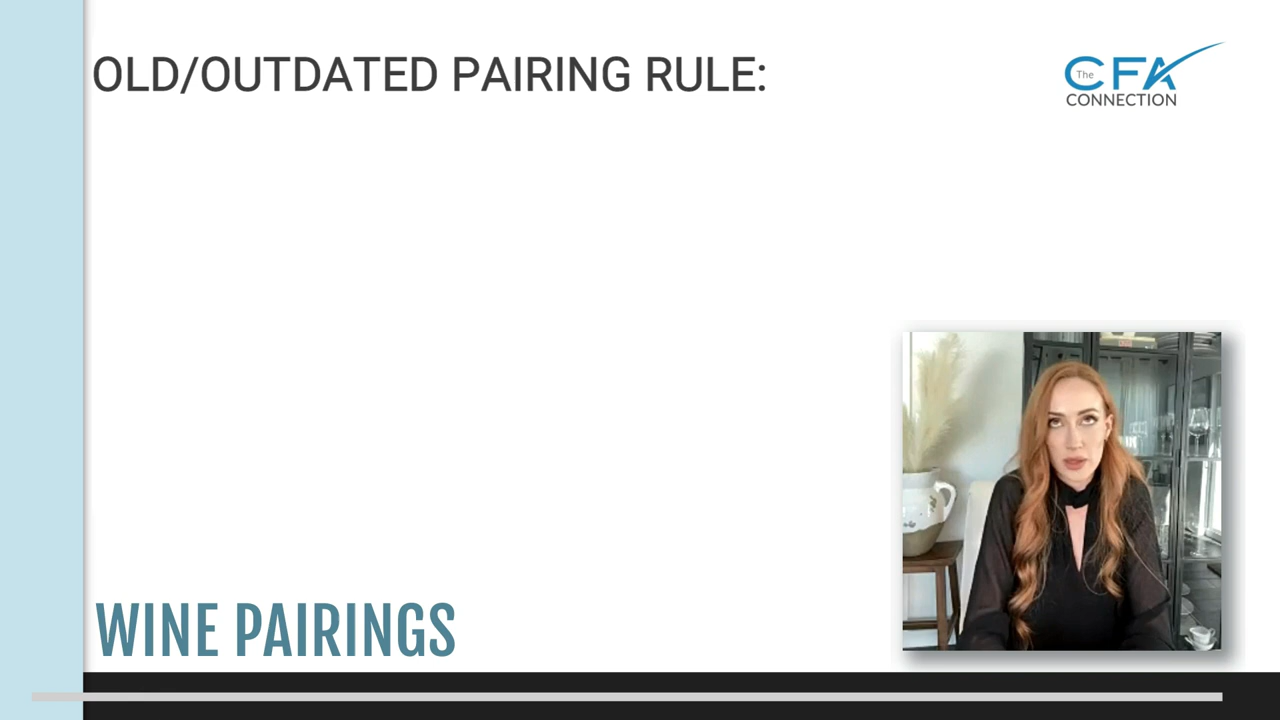 OLD/OUTDATED PAIRING RULE:
The
CFA
CONNECTION
WINE PAIRINGS